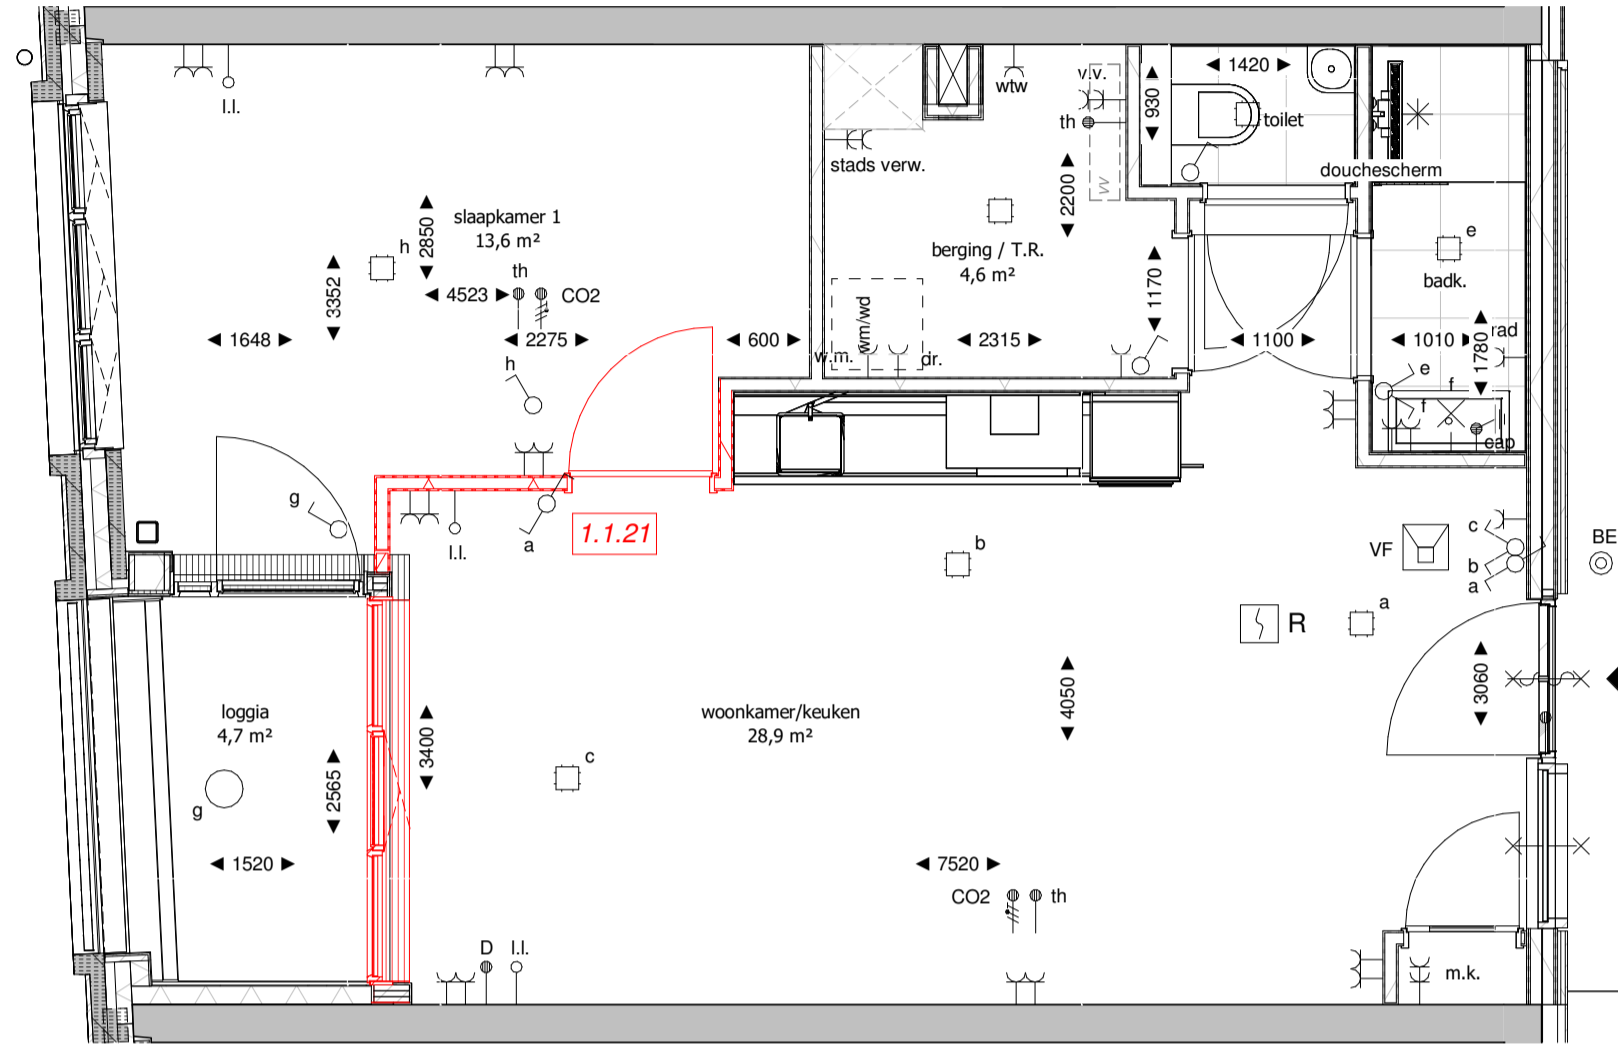 l.l.
wtw
v.v.
930
1420
th
toilet
stads verw.
douchescherm
vv
2200
2850
slaapkamer 1
13,6 m²
h
e
berging / T.R.
4,6 m²
badk.
3352
th
4523
CO2
1170
wm/wd
1648
2275
600
2315
1100
1010
1780
rad
w.m.
dr.
h
e
f
f
cap
g
l.l.
a
1.1.21
b
VF
c
b
a
BE
R
a
3060
loggia
4,7 m²
woonkamer/keuken
28,9 m²
4050
3400
2565
c
g
1520
7520
CO2
th
D
l.l.
m.k.